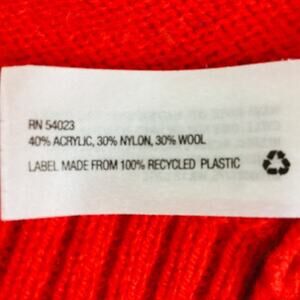 RN 54023
40% ACRYLIC, 30% NYLON, 30% WOOL
LABEL MADE FROM 100% RECYCLED PLASTIC